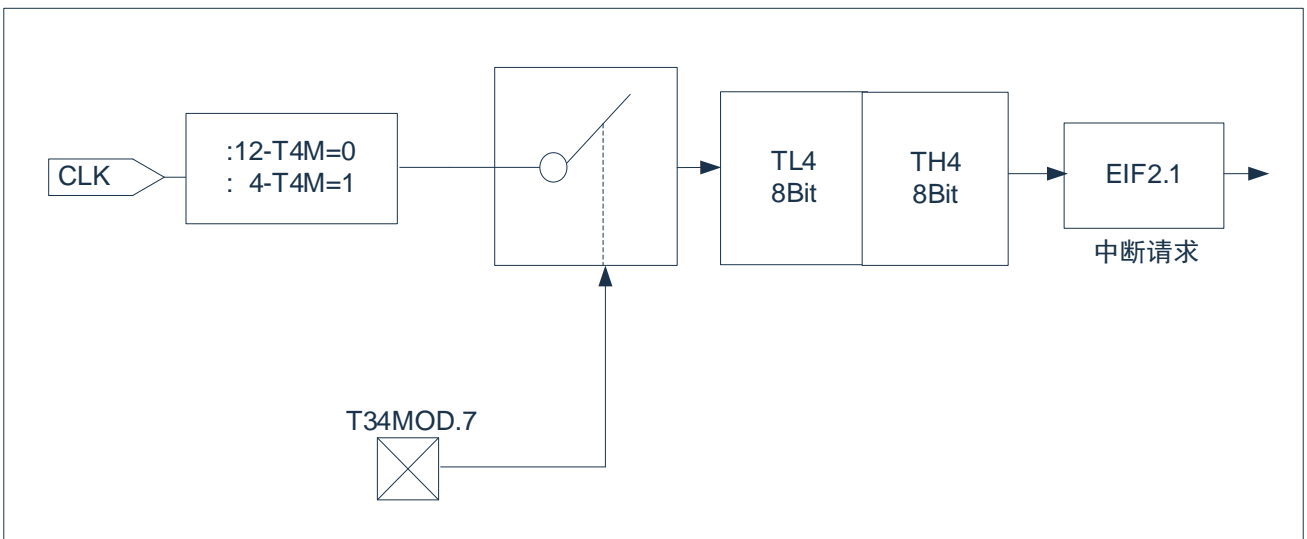 CLK
:12-T4M=0
: 4-T4M=1
TL4
8Bit
TH4
8Bit
EIF2.1
中断请求
T34MOD.7